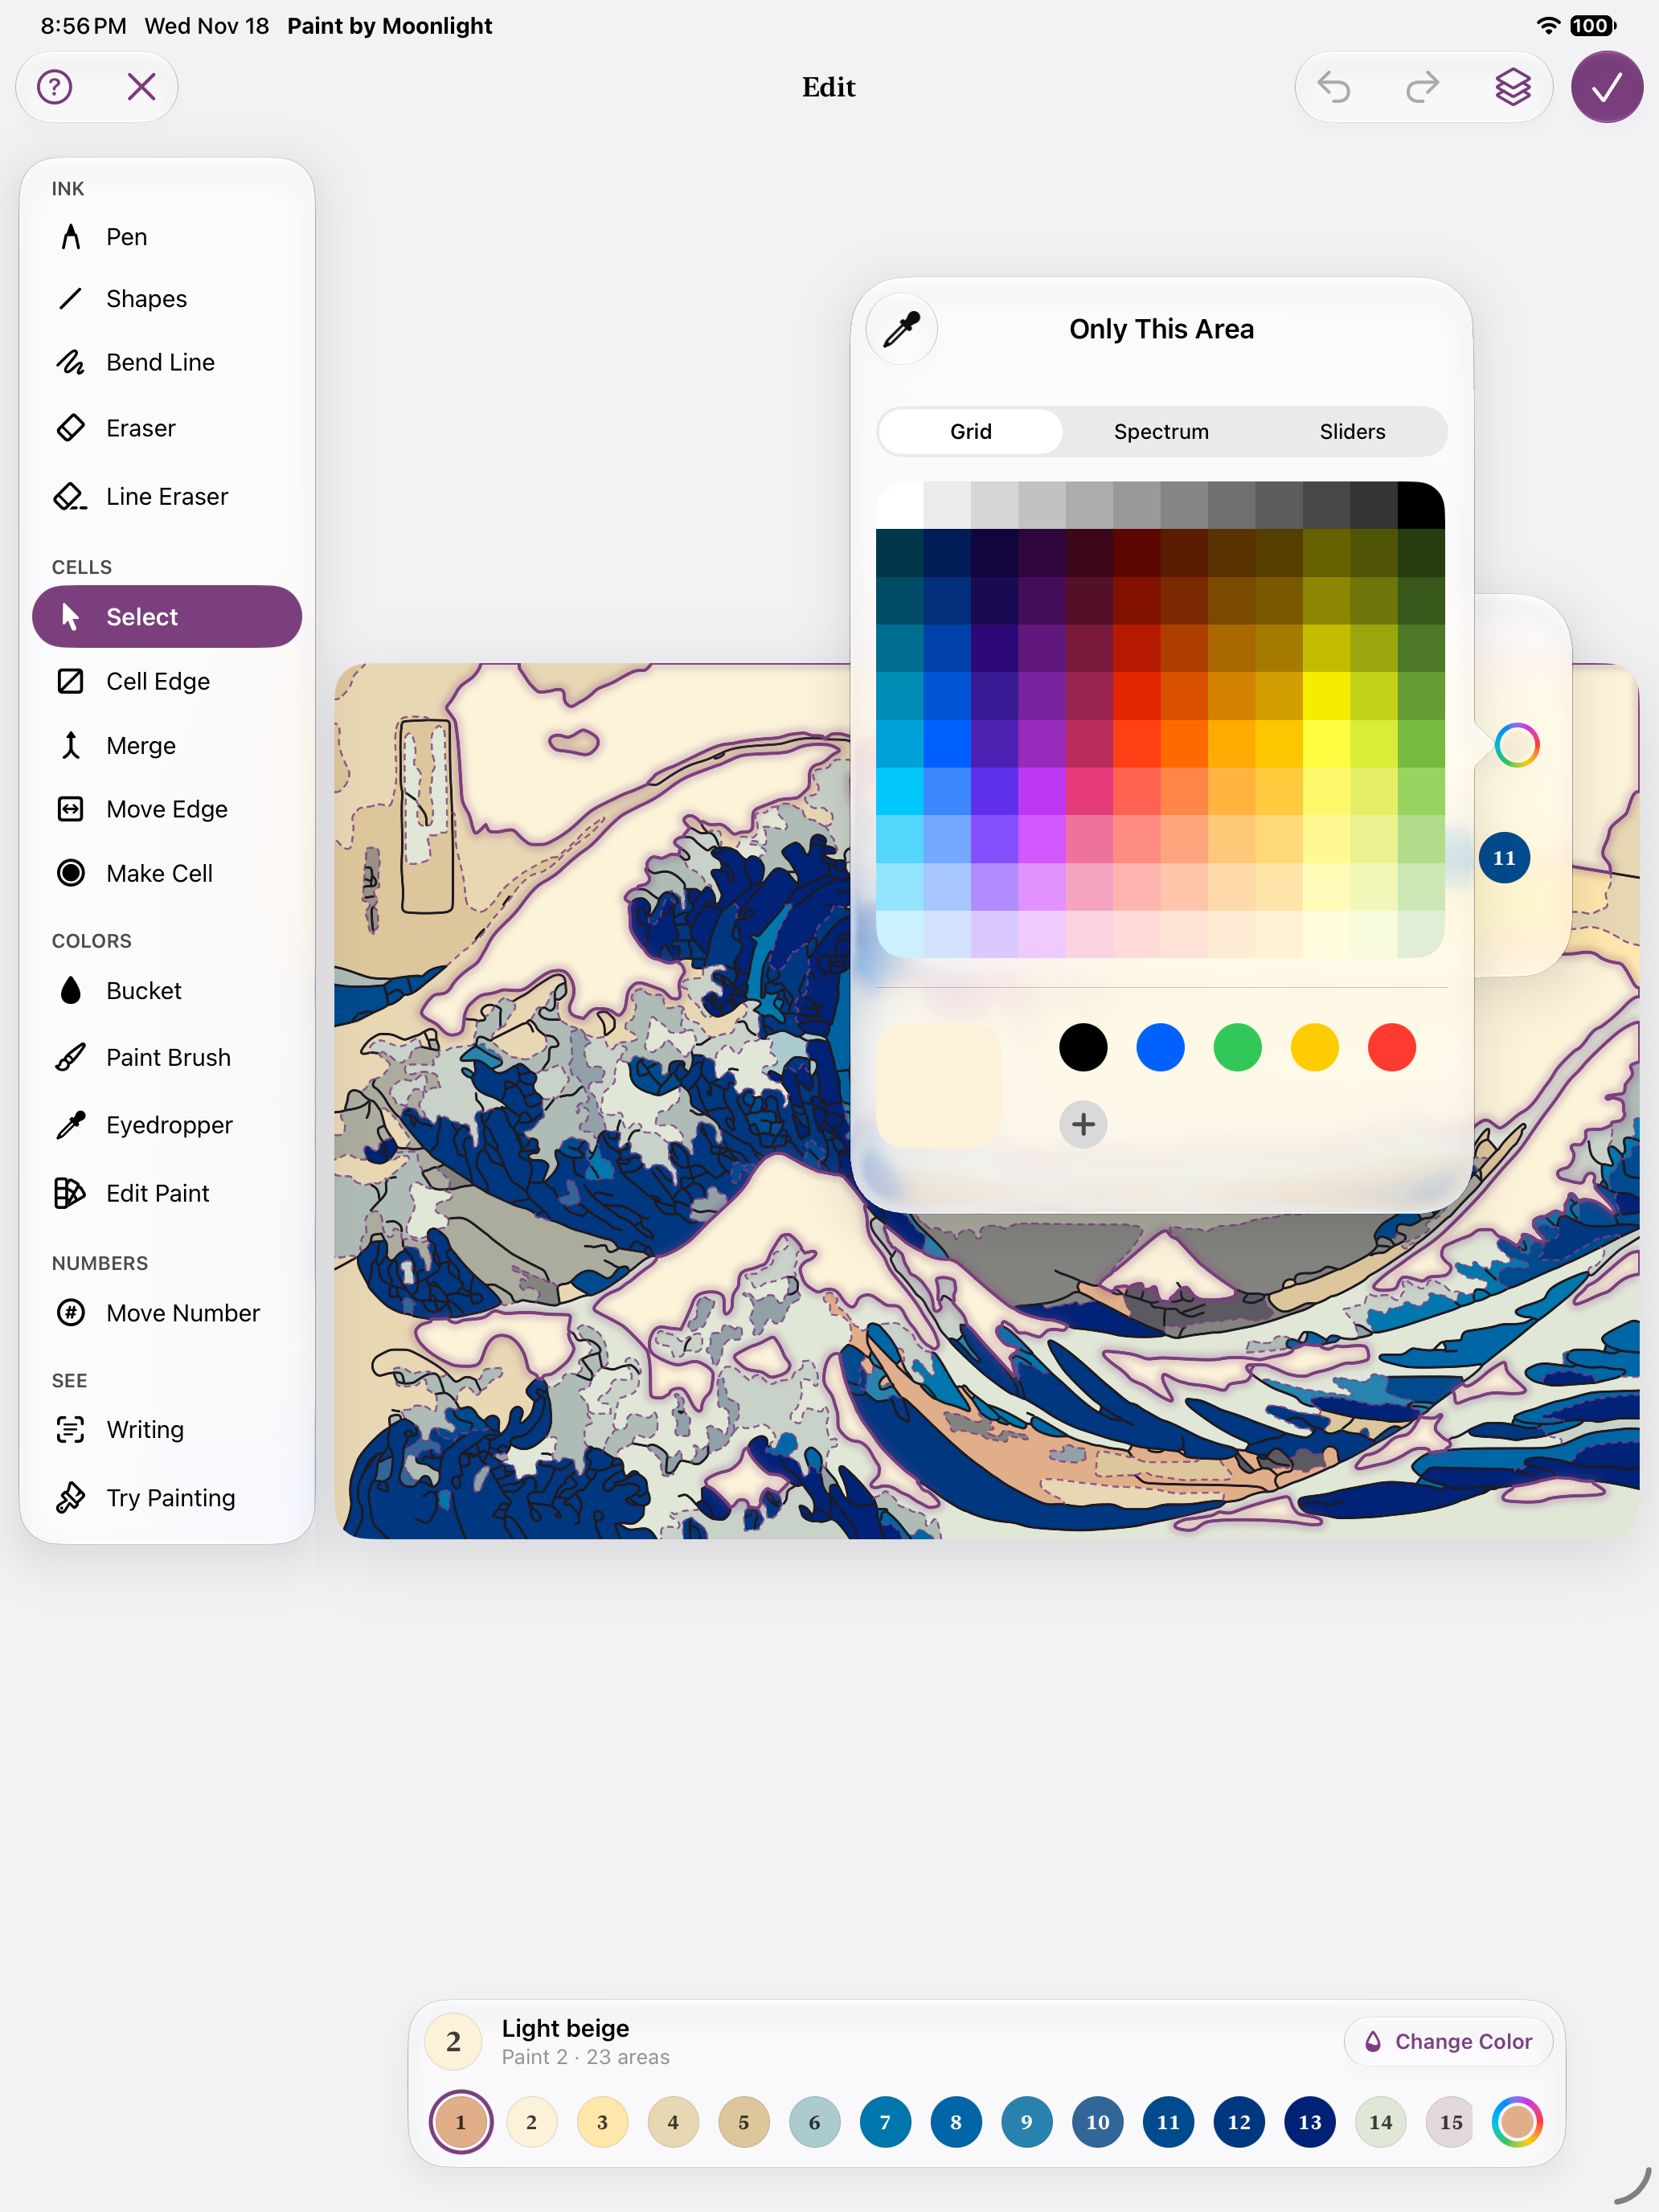 8:56 PM Wed Nov 18 Paint by Moonlight
100
?
Edit
INK
Pen
Shapes
Bend Line
Eraser
Line Eraser
CELLS
Select
Cell Edge
Merge
Move Edge
Make Cell
COLORS
Bucket
Paint Brush
Eyedropper
Edit Paint
NUMBERS
# Move Number
SEE
Writing
Try Painting
Only This Area
Grid Spectrum Sliders
11
2 Light beige
Paint 2 · 23 areas
Change Color
1 2 3 4 5 6 7 8 9 10 11 12 13 14 15